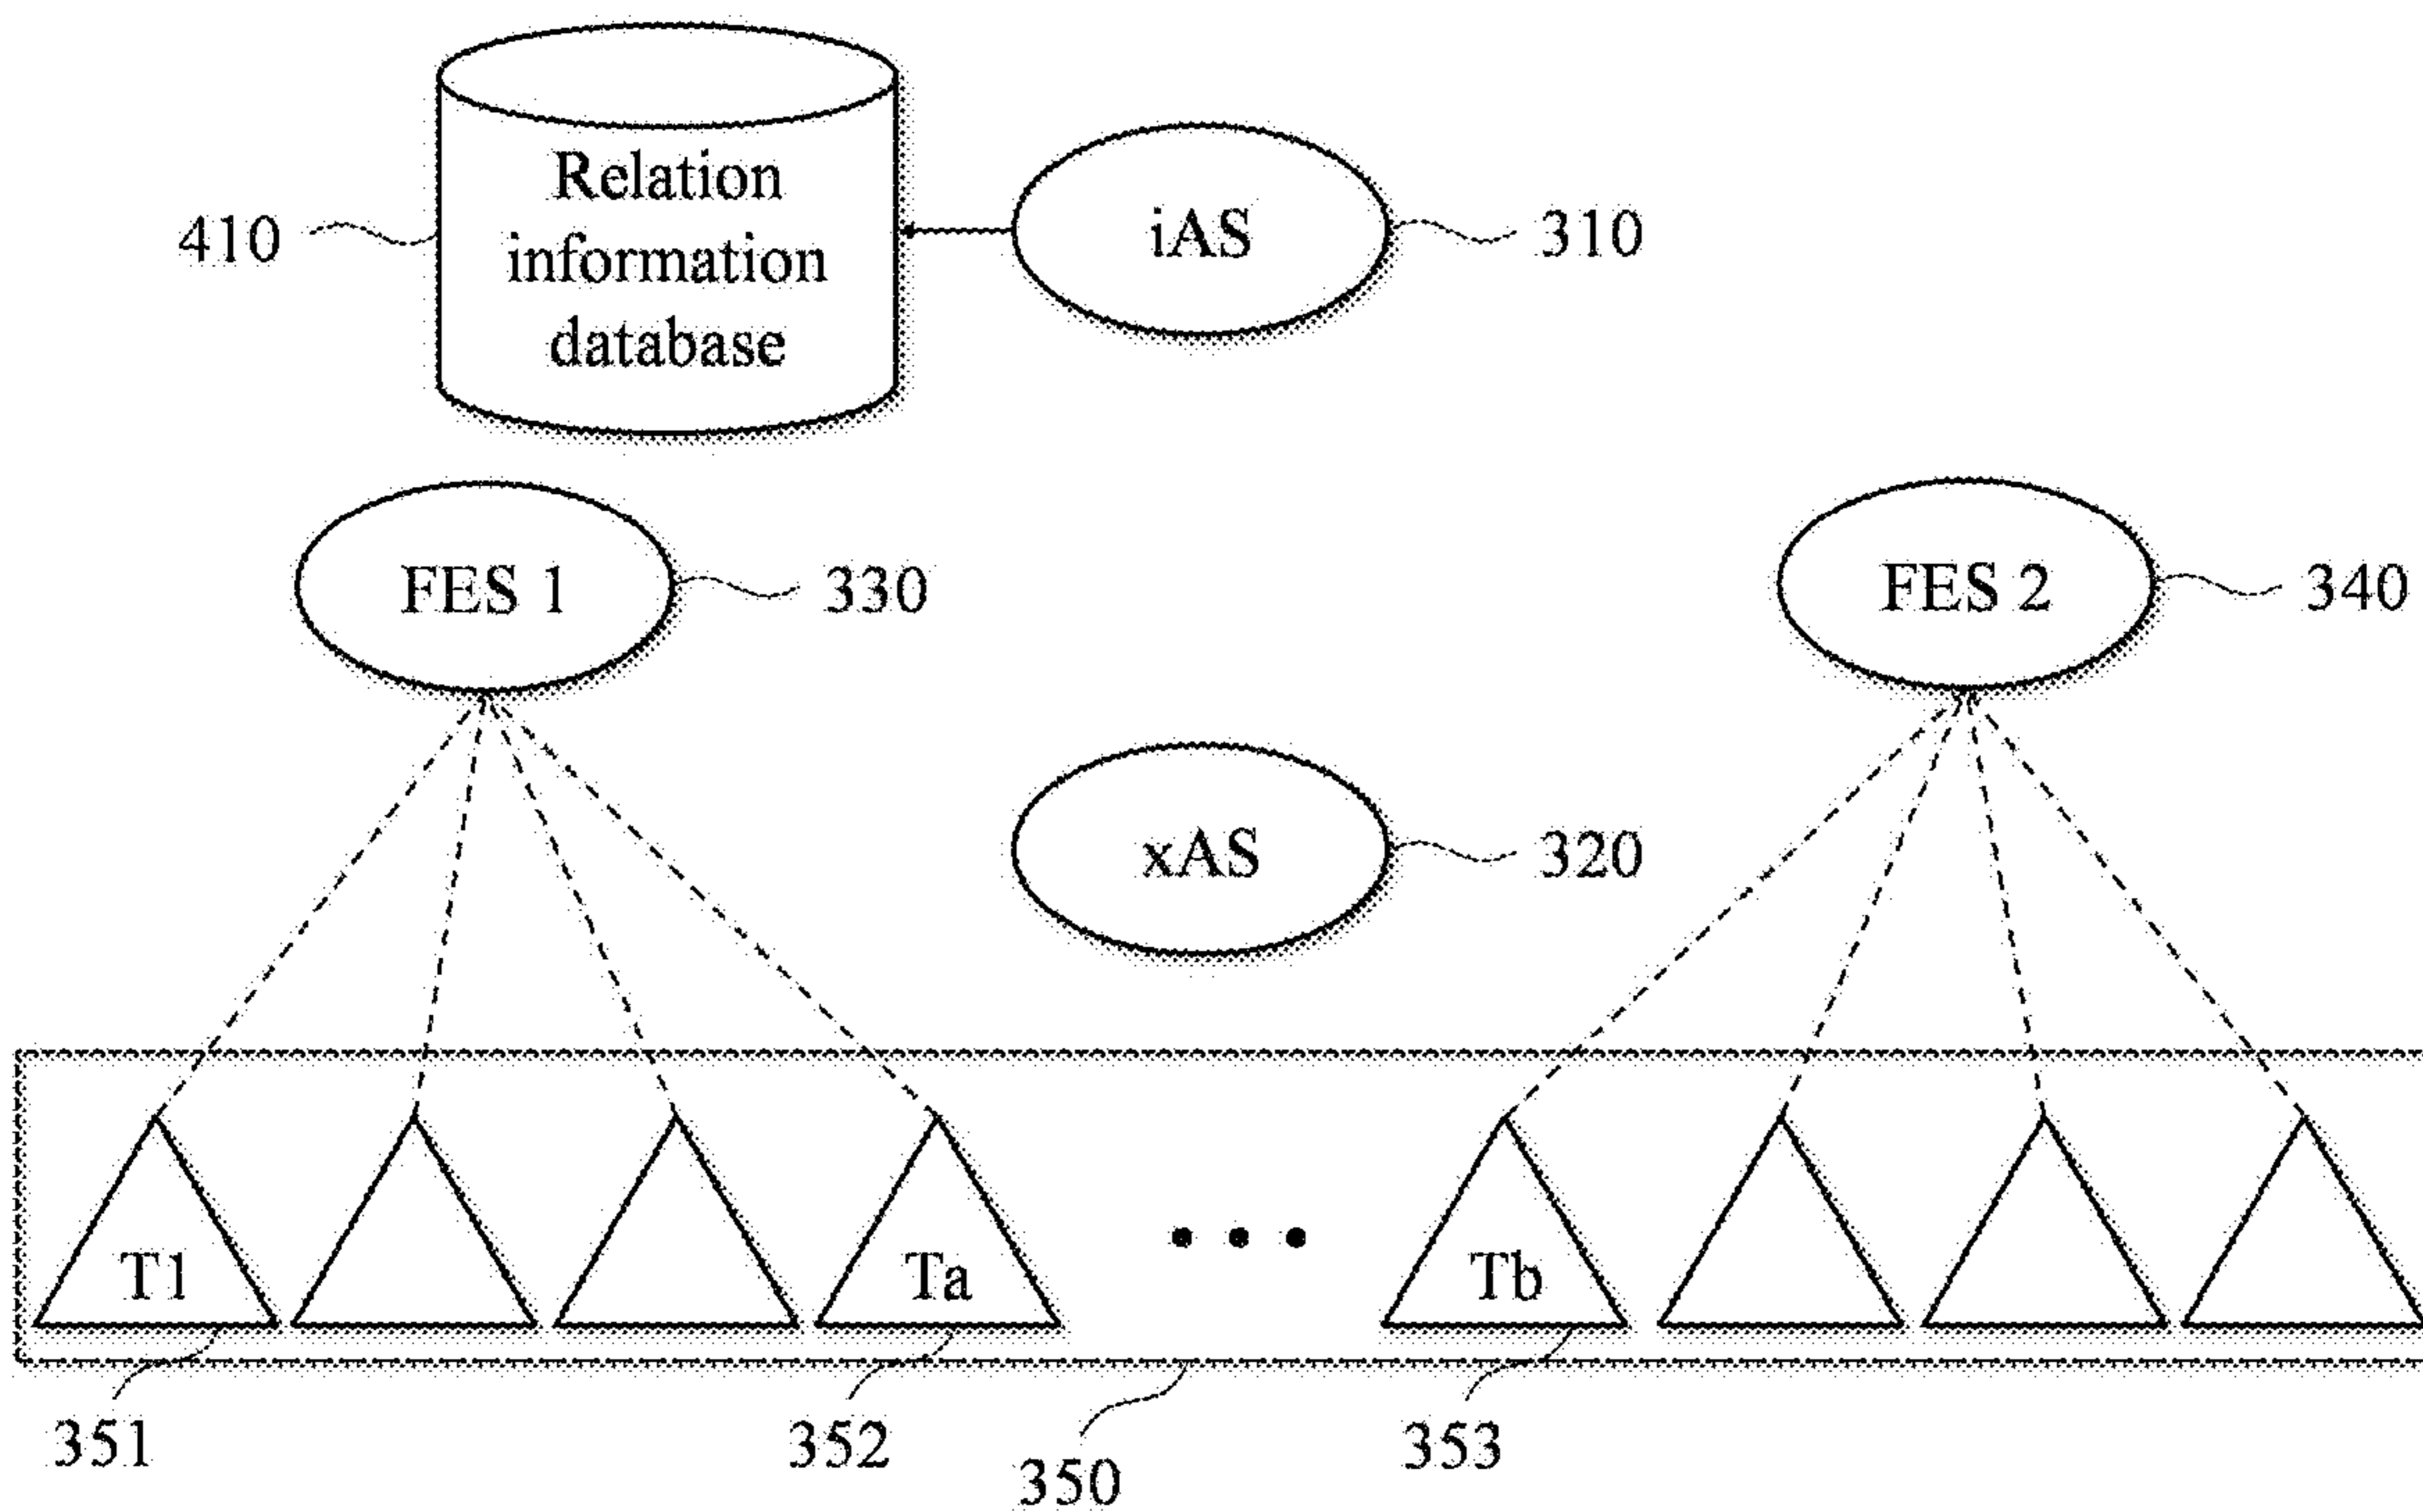 Relation
information
database
410
iAS
310
FES 1
330
FES 2
340
xAS
320
T1
Ta
Tb
351
352
350
353